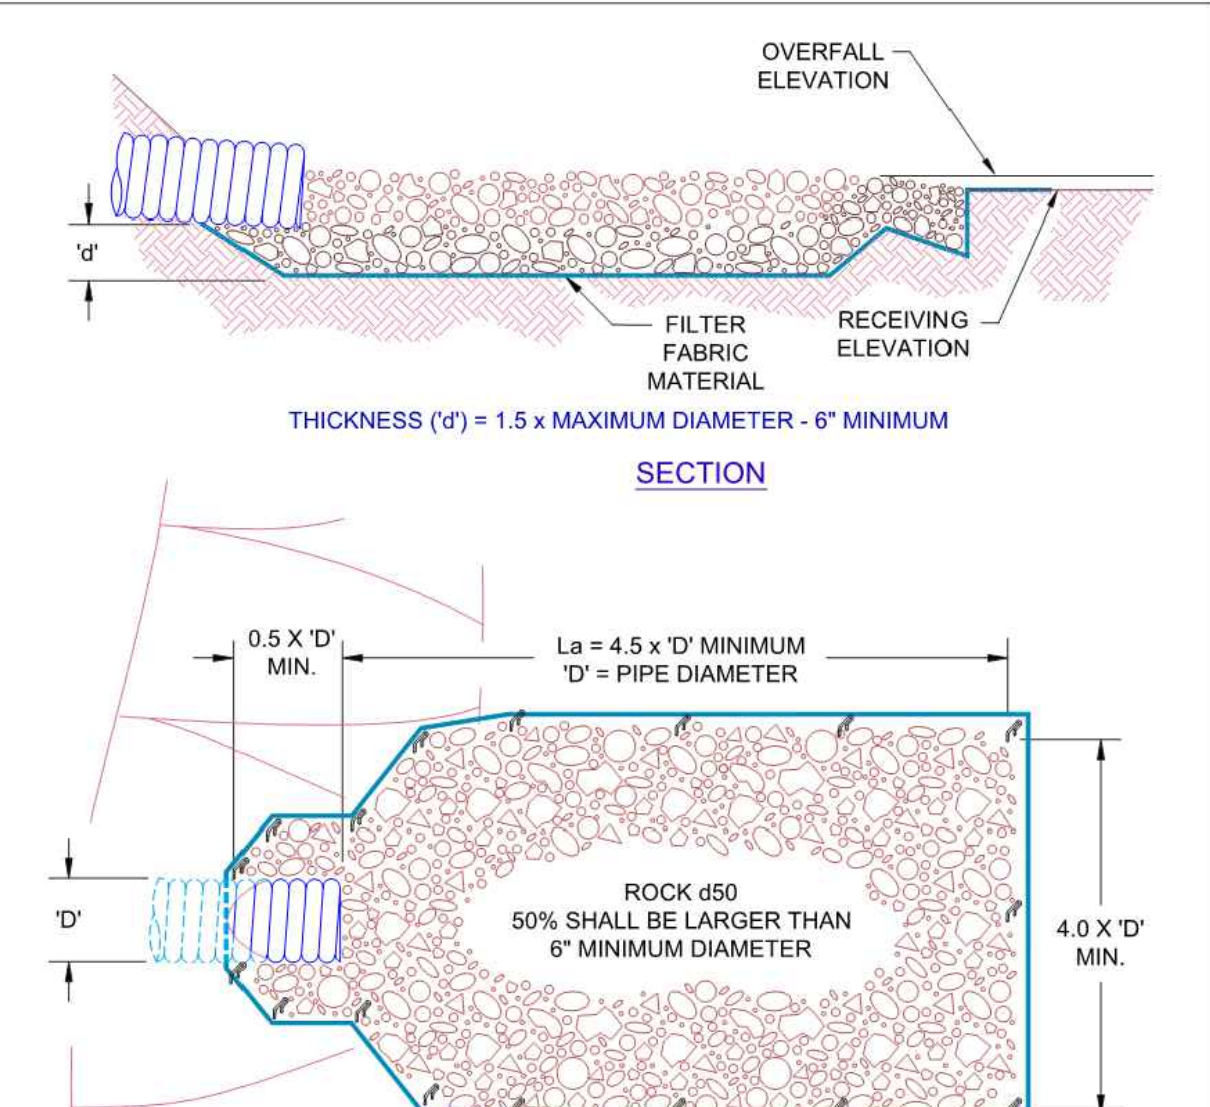 OVERFALL
ELEVATION
'd'
FILTER
FABRIC
MATERIAL
RECEIVING
ELEVATION
THICKNESS ('d') = 1.5 x MAXIMUM DIAMETER - 6" MINIMUM
SECTION
0.5 X 'D'
MIN.
La = 4.5 x 'D' MINIMUM
'D' = PIPE DIAMETER
'D'
ROCK d50
50% SHALL BE LARGER THAN
6" MINIMUM DIAMETER
4.0 X 'D'
MIN.